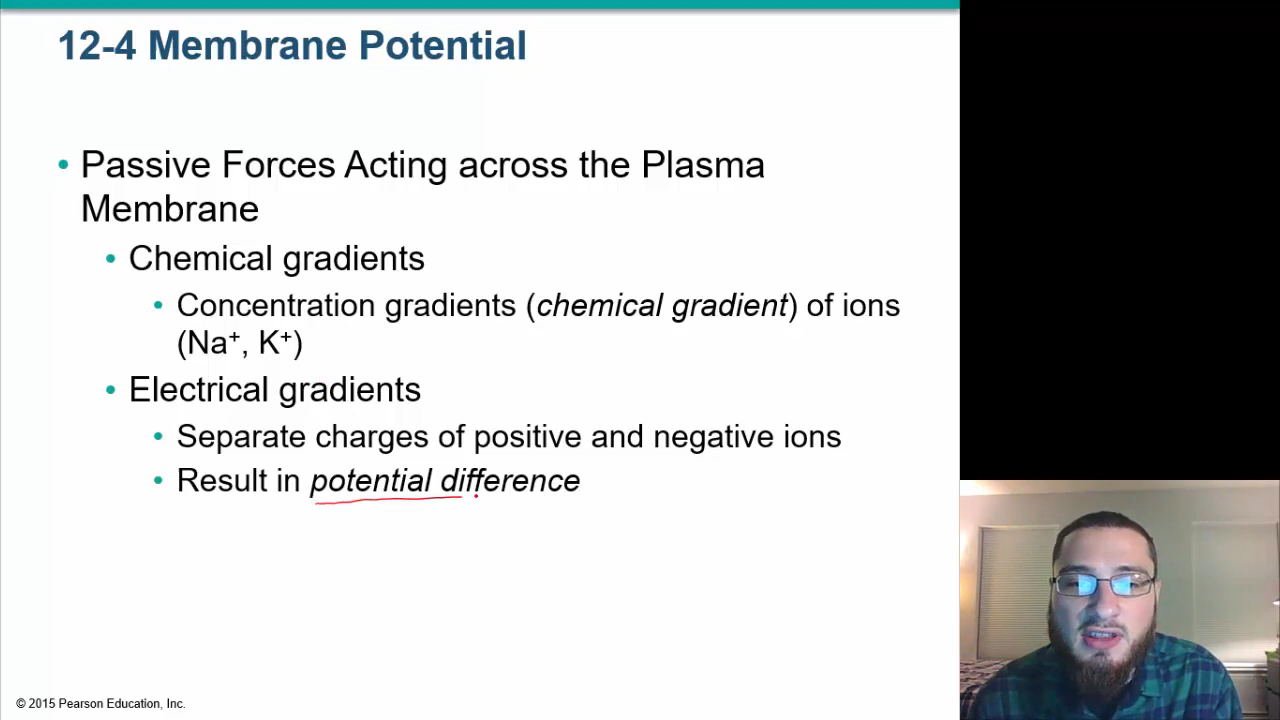 12-4 Membrane Potential
• Passive Forces Acting across the Plasma
Membrane
• Chemical gradients
• Concentration gradients (chemical gradient) of ions
(Na⁺, K⁺)
• Electrical gradients
• Separate charges of positive and negative ions
• Result in potential difference
© 2015 Pearson Education, Inc.